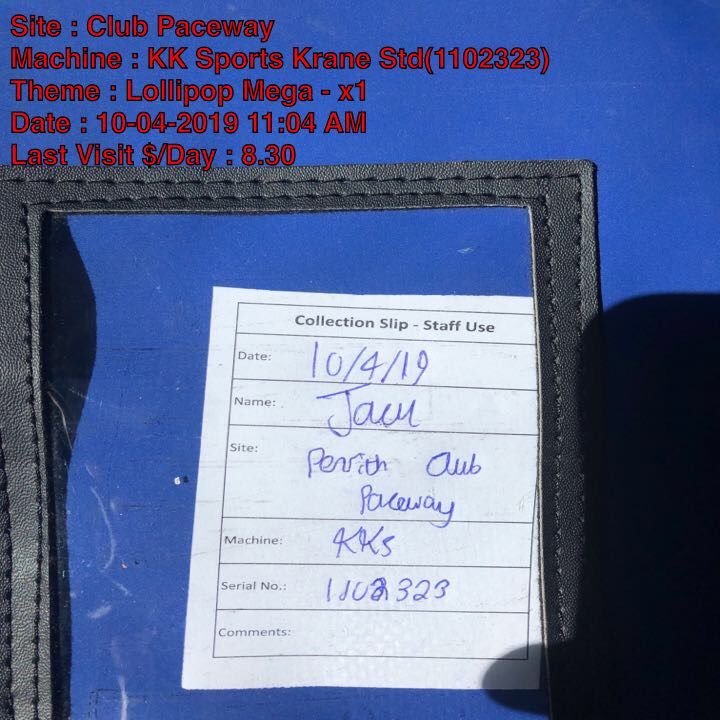 Site : Club Paceway
Machine : KK Sports Krane Std(1102323)
Theme : Lollipop Mega - x1
Date : 10-04-2019 11:04 AM
Last Visit $/Day : 8.30
Collection Slip - Staff Use
Date: 10/4/19
Name:
Site: Penrith Club
Paceway
Machine: KKs
Serial No.: 1102323
Comments: